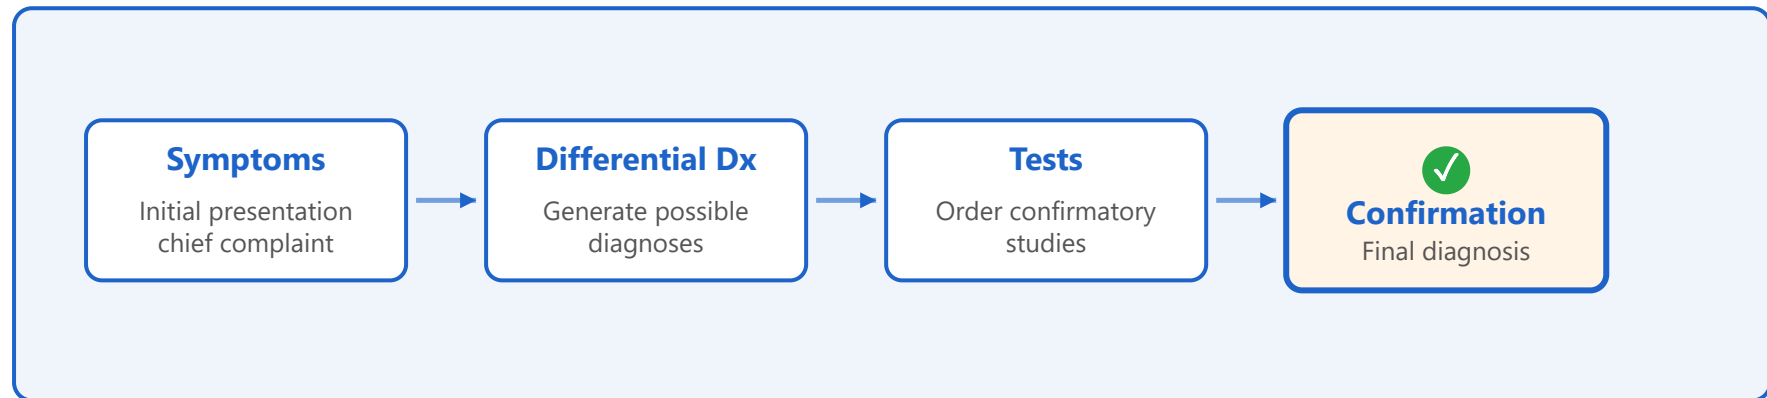 Symptoms
Initial presentation
chief complaint
Differential Dx
Generate possible
diagnoses
Tests
Order confirmatory
studies
Confirmation
Final diagnosis